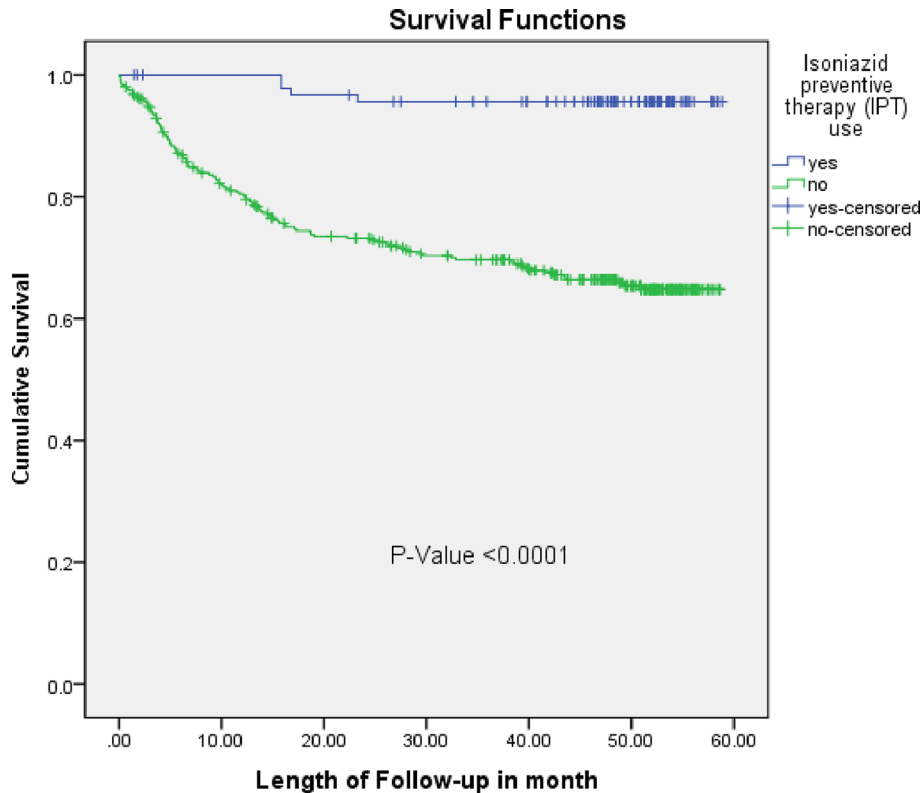 Survival Functions
Isoniazid
preventive
therapy (IPT)
use
yes
no
yes-censored
no-censored
1.0
0.8
0.6
0.4
0.2
0.0
Cumulative Survival
P-Value <0.0001
.00 10.00 20.00 30.00 40.00 50.00 60.00
Length of Follow-up in month